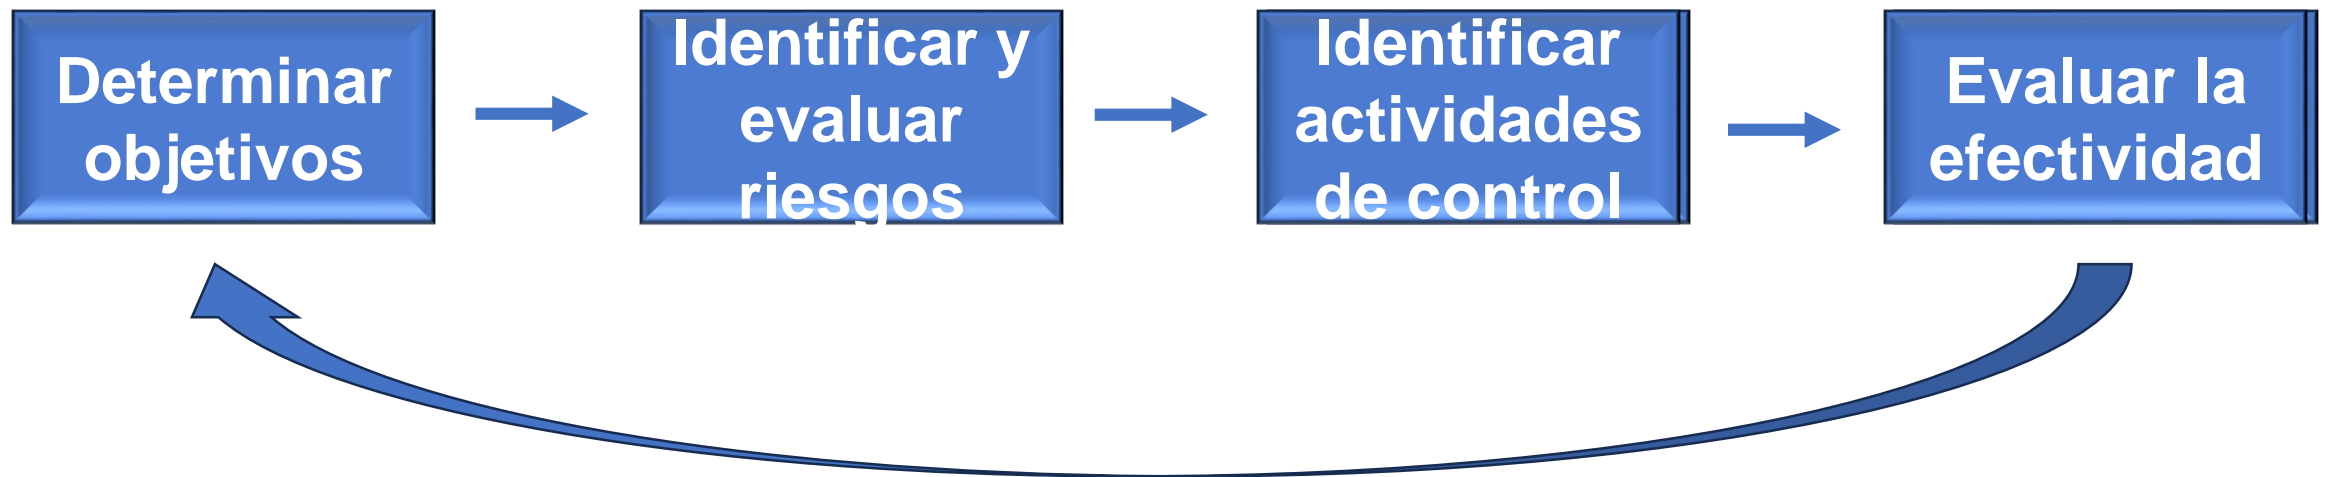 Determinar
objetivos
Identificar y
evaluar
riesgos
Identificar
actividades
de control
Evaluar la
efectividad